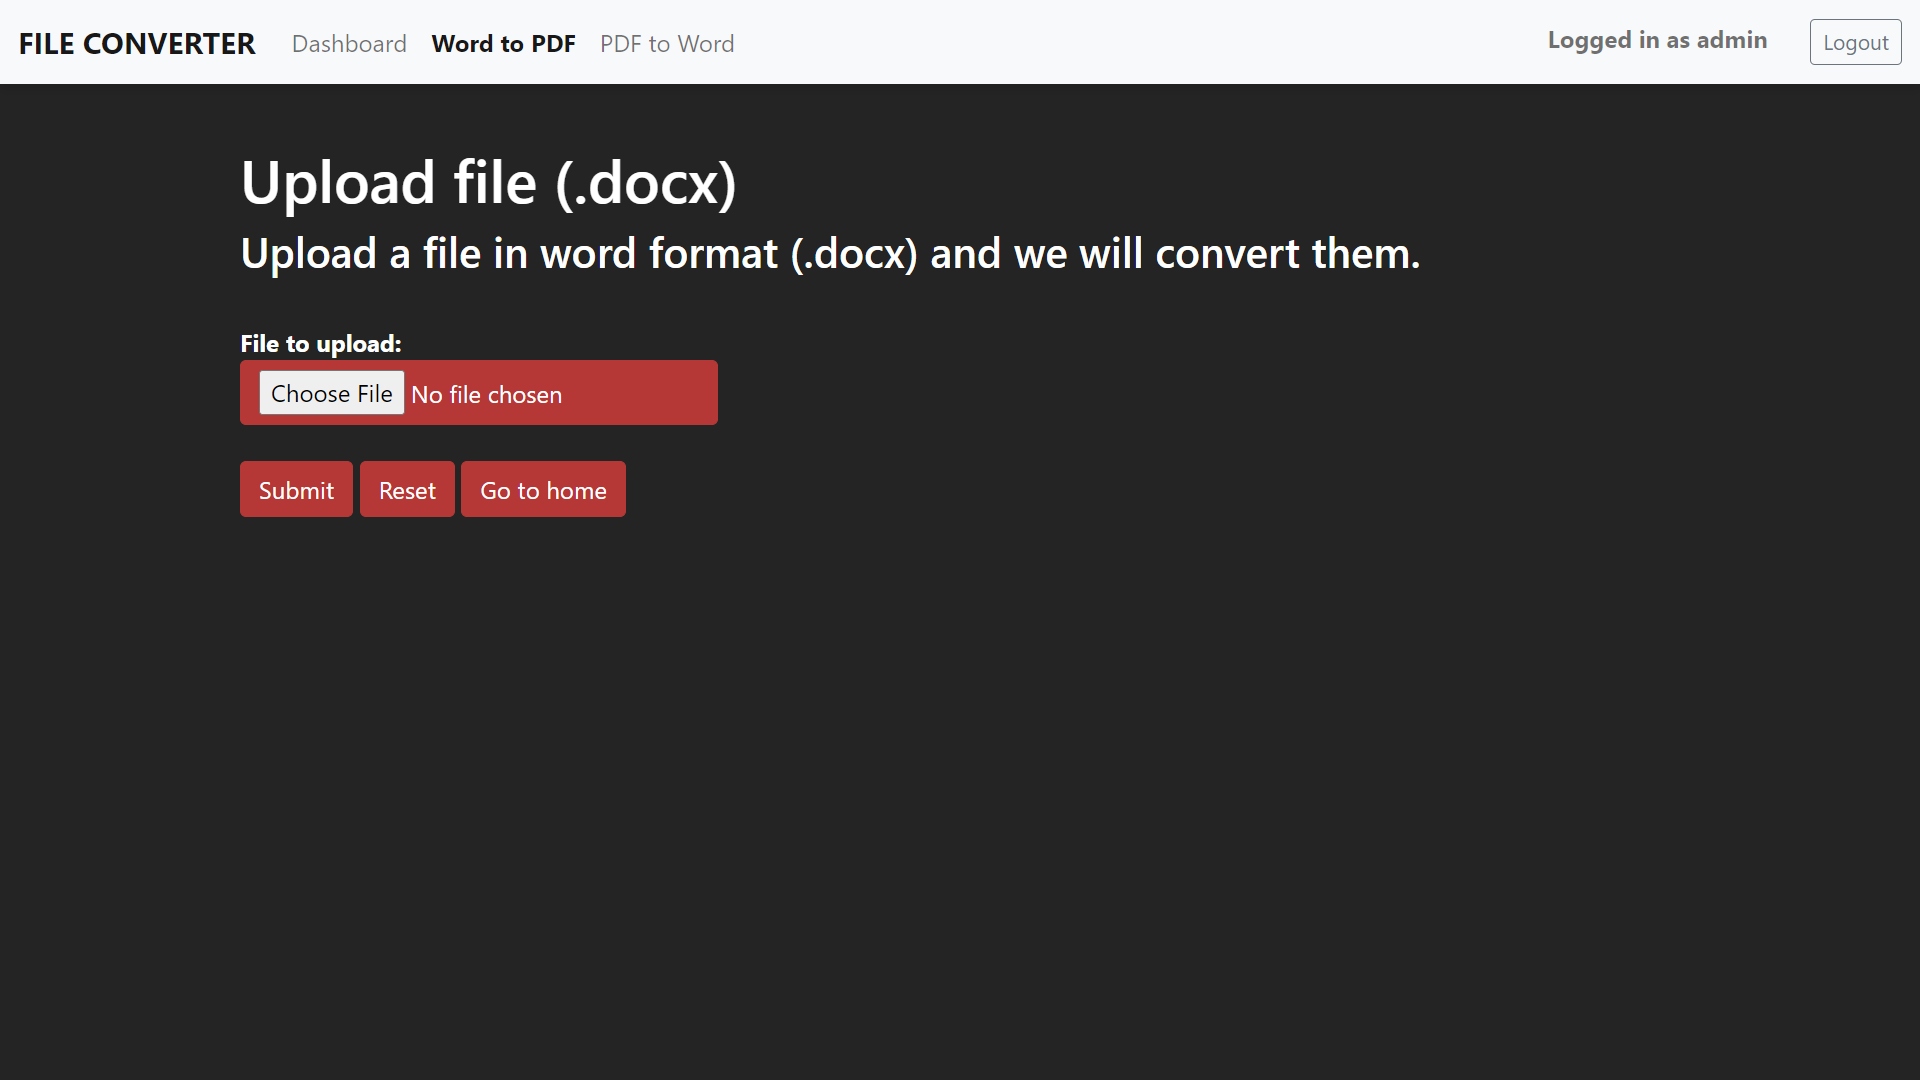 FILE CONVERTER Dashboard Word to PDF PDF to Word Logged in as admin Logout
Upload file (.docx)
Upload a file in word format (.docx) and we will convert them.
File to upload:
Choose File No file chosen
Submit Reset Go to home